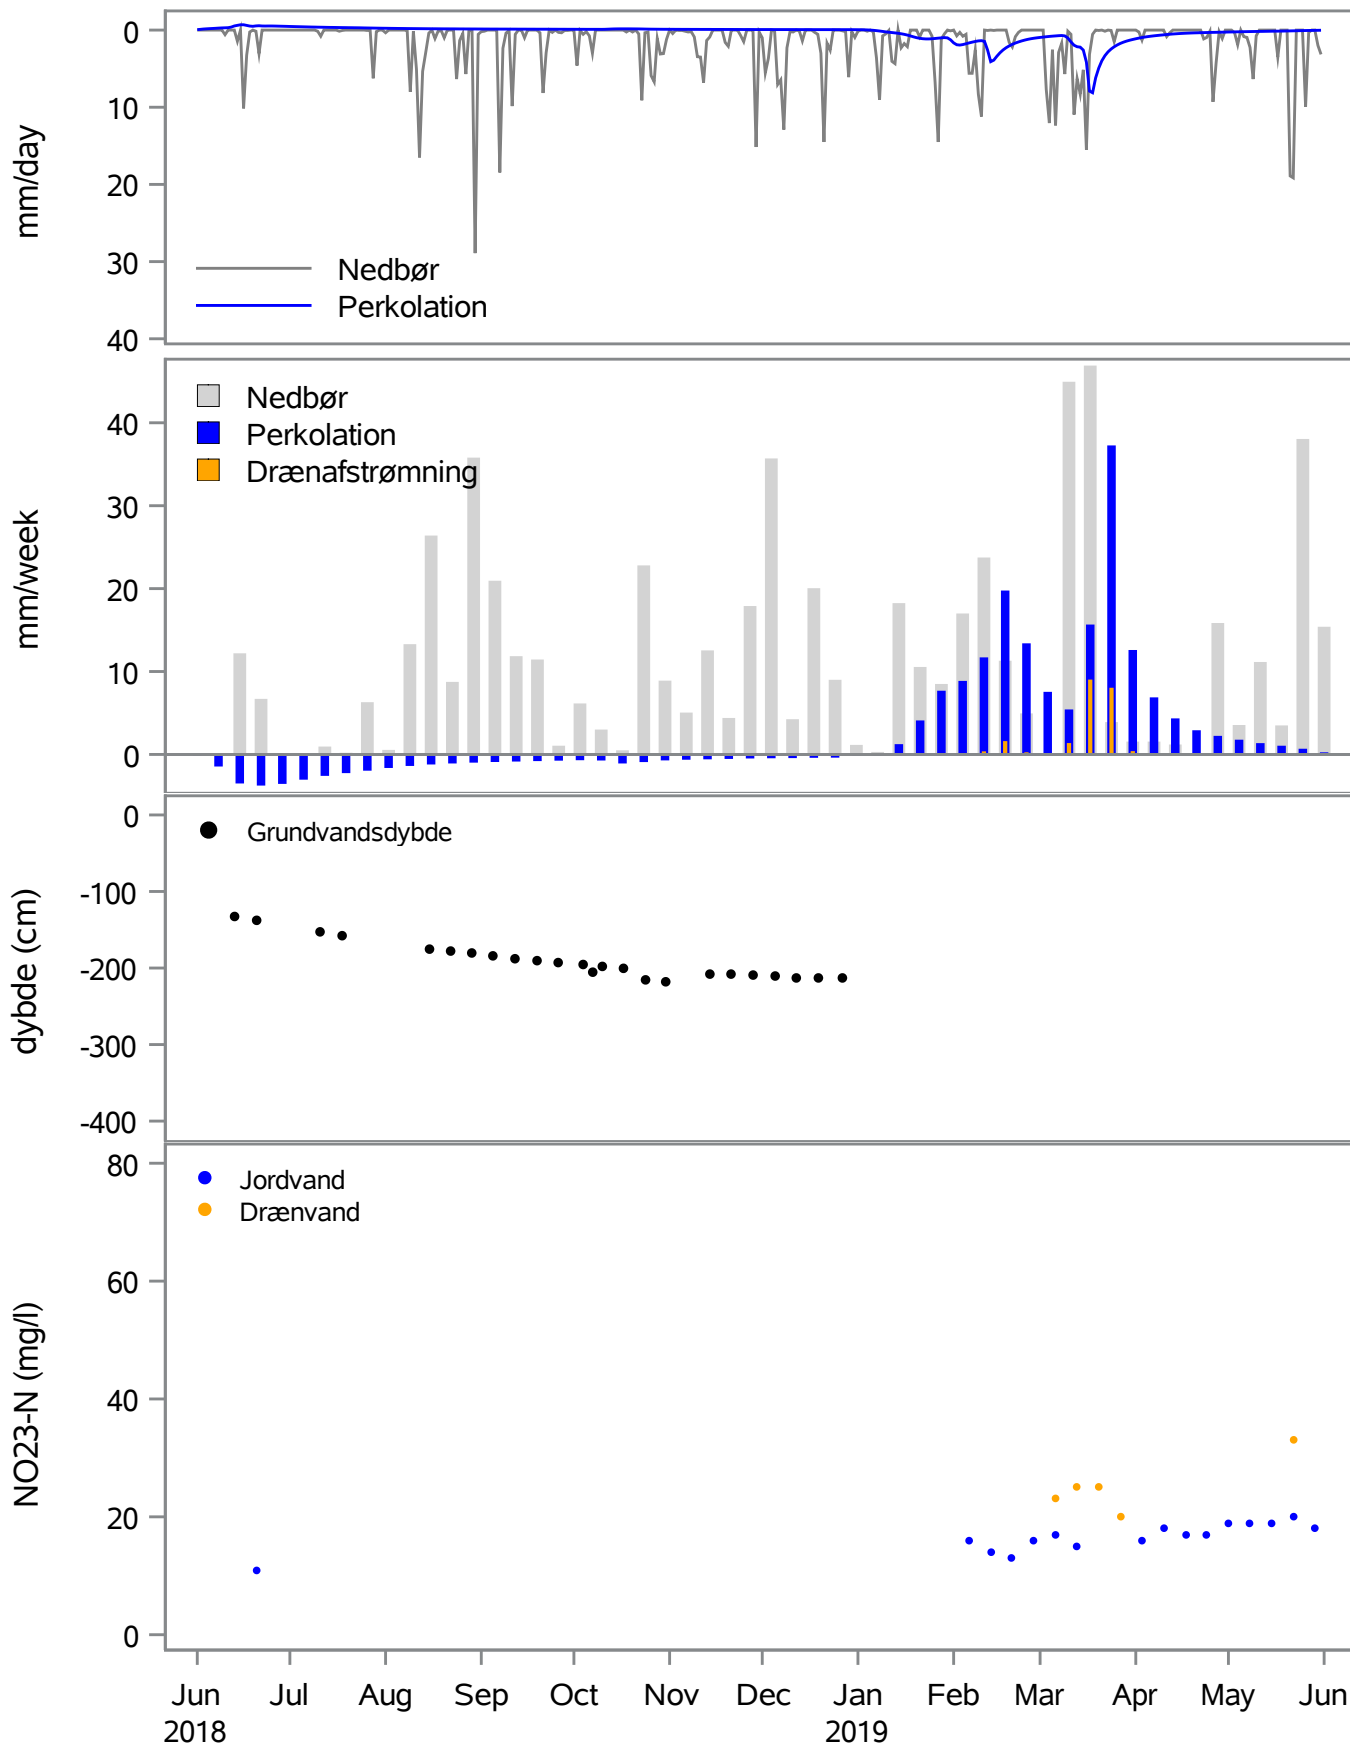 0
10
20
30
40
mm/day
Nedbør
Perkolation
40
30
20
10
0
mm/week
Nedbør
Perkolation
Drænafstrømning
0
-100
-200
-300
-400
dybde (cm)
Grundvandsdybde
80
60
40
20
0
NO23-N (mg/l)
Jordvand
Drænvand
Jun Jul Aug Sep Oct Nov Dec Jan Feb Mar Apr May Jun
2018 2019